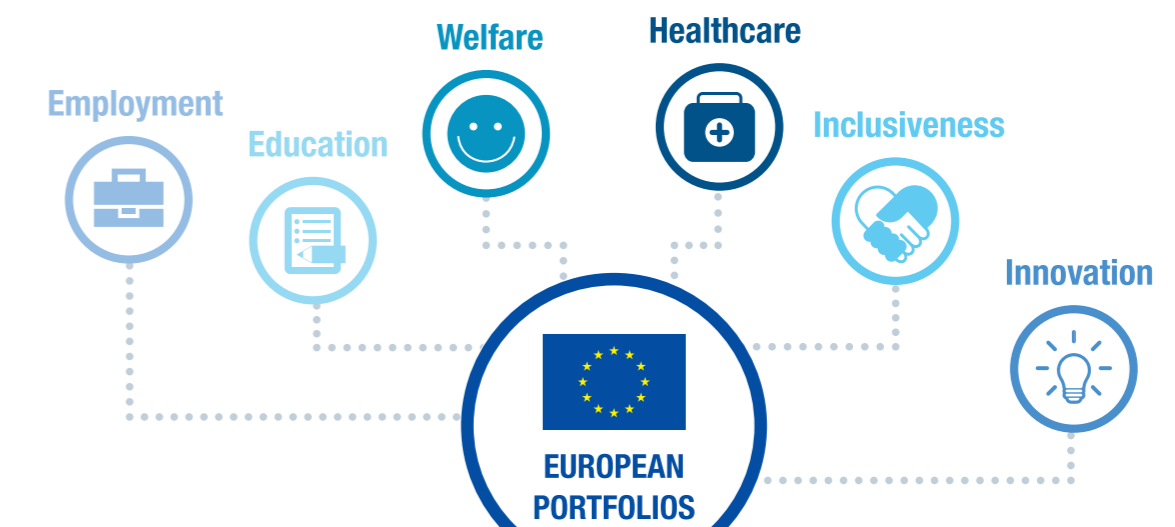 Welfare
Healthcare
Employment
Education
Inclusiveness
Innovation
EUROPEAN
PORTFOLIOS